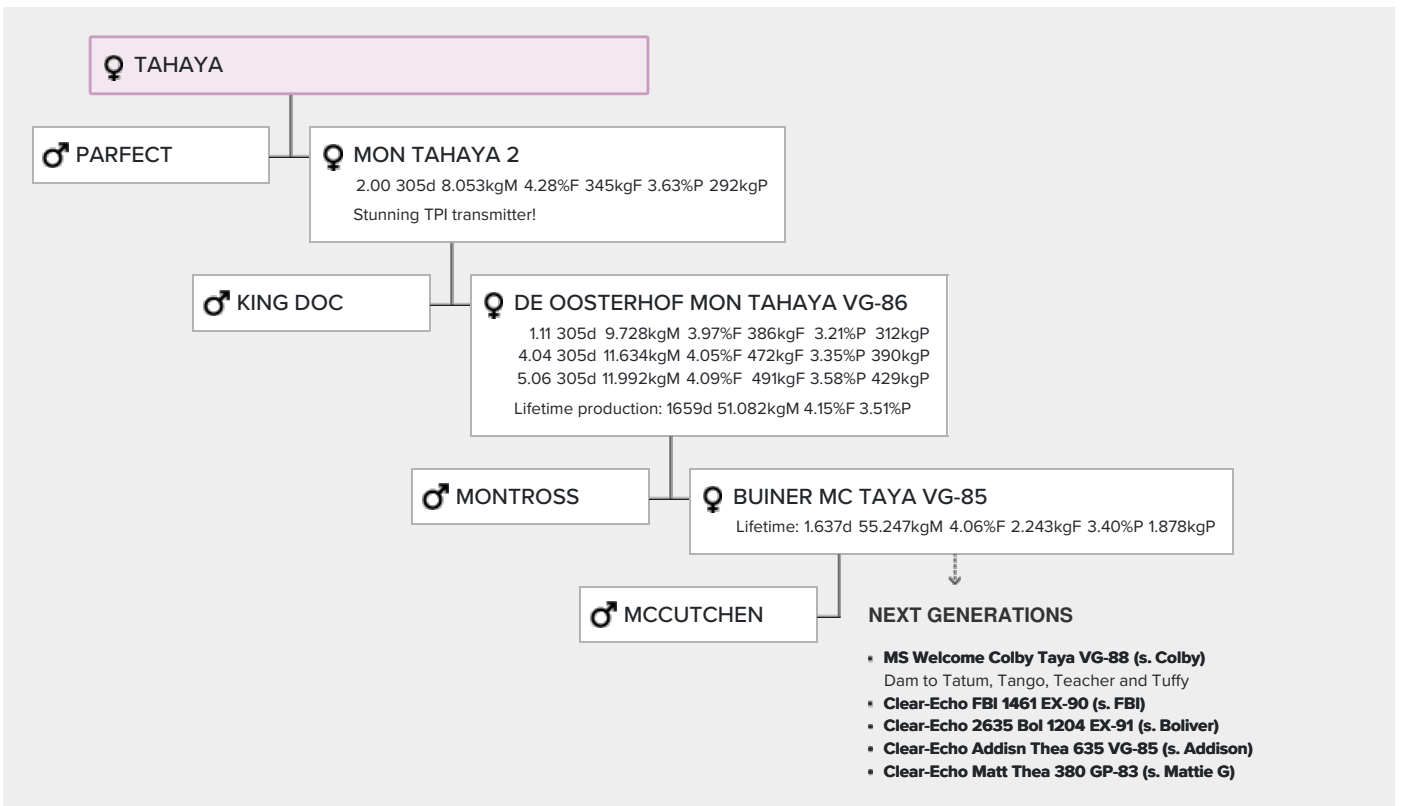 TAHAYA
PARFECT
MON TAHAYA 2
2.00 305d 8.053kgM 4.28%F 345kgF 3.63%P 292kgP
Stunning TPI transmitter!
KING DOC
DE OOSTERHOF MON TAHAYA VG-86
1.11 305d 9.728kgM 3.97%F 386kgF 3.21%P 312kgP
4.04 305d 11.634kgM 4.05%F 472kgF 3.35%P 390kgP
5.06 305d 11.992kgM 4.09%F 491kgF 3.58%P 429kgP
Lifetime production: 1659d 51.082kgM 4.15%F 3.51%P
MONTROSS
BUINER MC TAYA VG-85
Lifetime: 1.637d 55.247kgM 4.06%F 2.243kgF 3.40%P 1.878kgP
MCCUTCHEN
NEXT GENERATIONS
MS Welcome Colby Taya VG-88 (s. Colby)
Dam to Tatum, Tango, Teacher and Tuffy
Clear-Echo FBI 1461 EX-90 (s. FBI)
Clear-Echo 2635 Bol 1204 EX-91 (s. Boliver)
Clear-Echo Addisn Thea 635 VG-85 (s. Addison)
Clear-Echo Matt Thea 380 GP-83 (s. Mattie G)